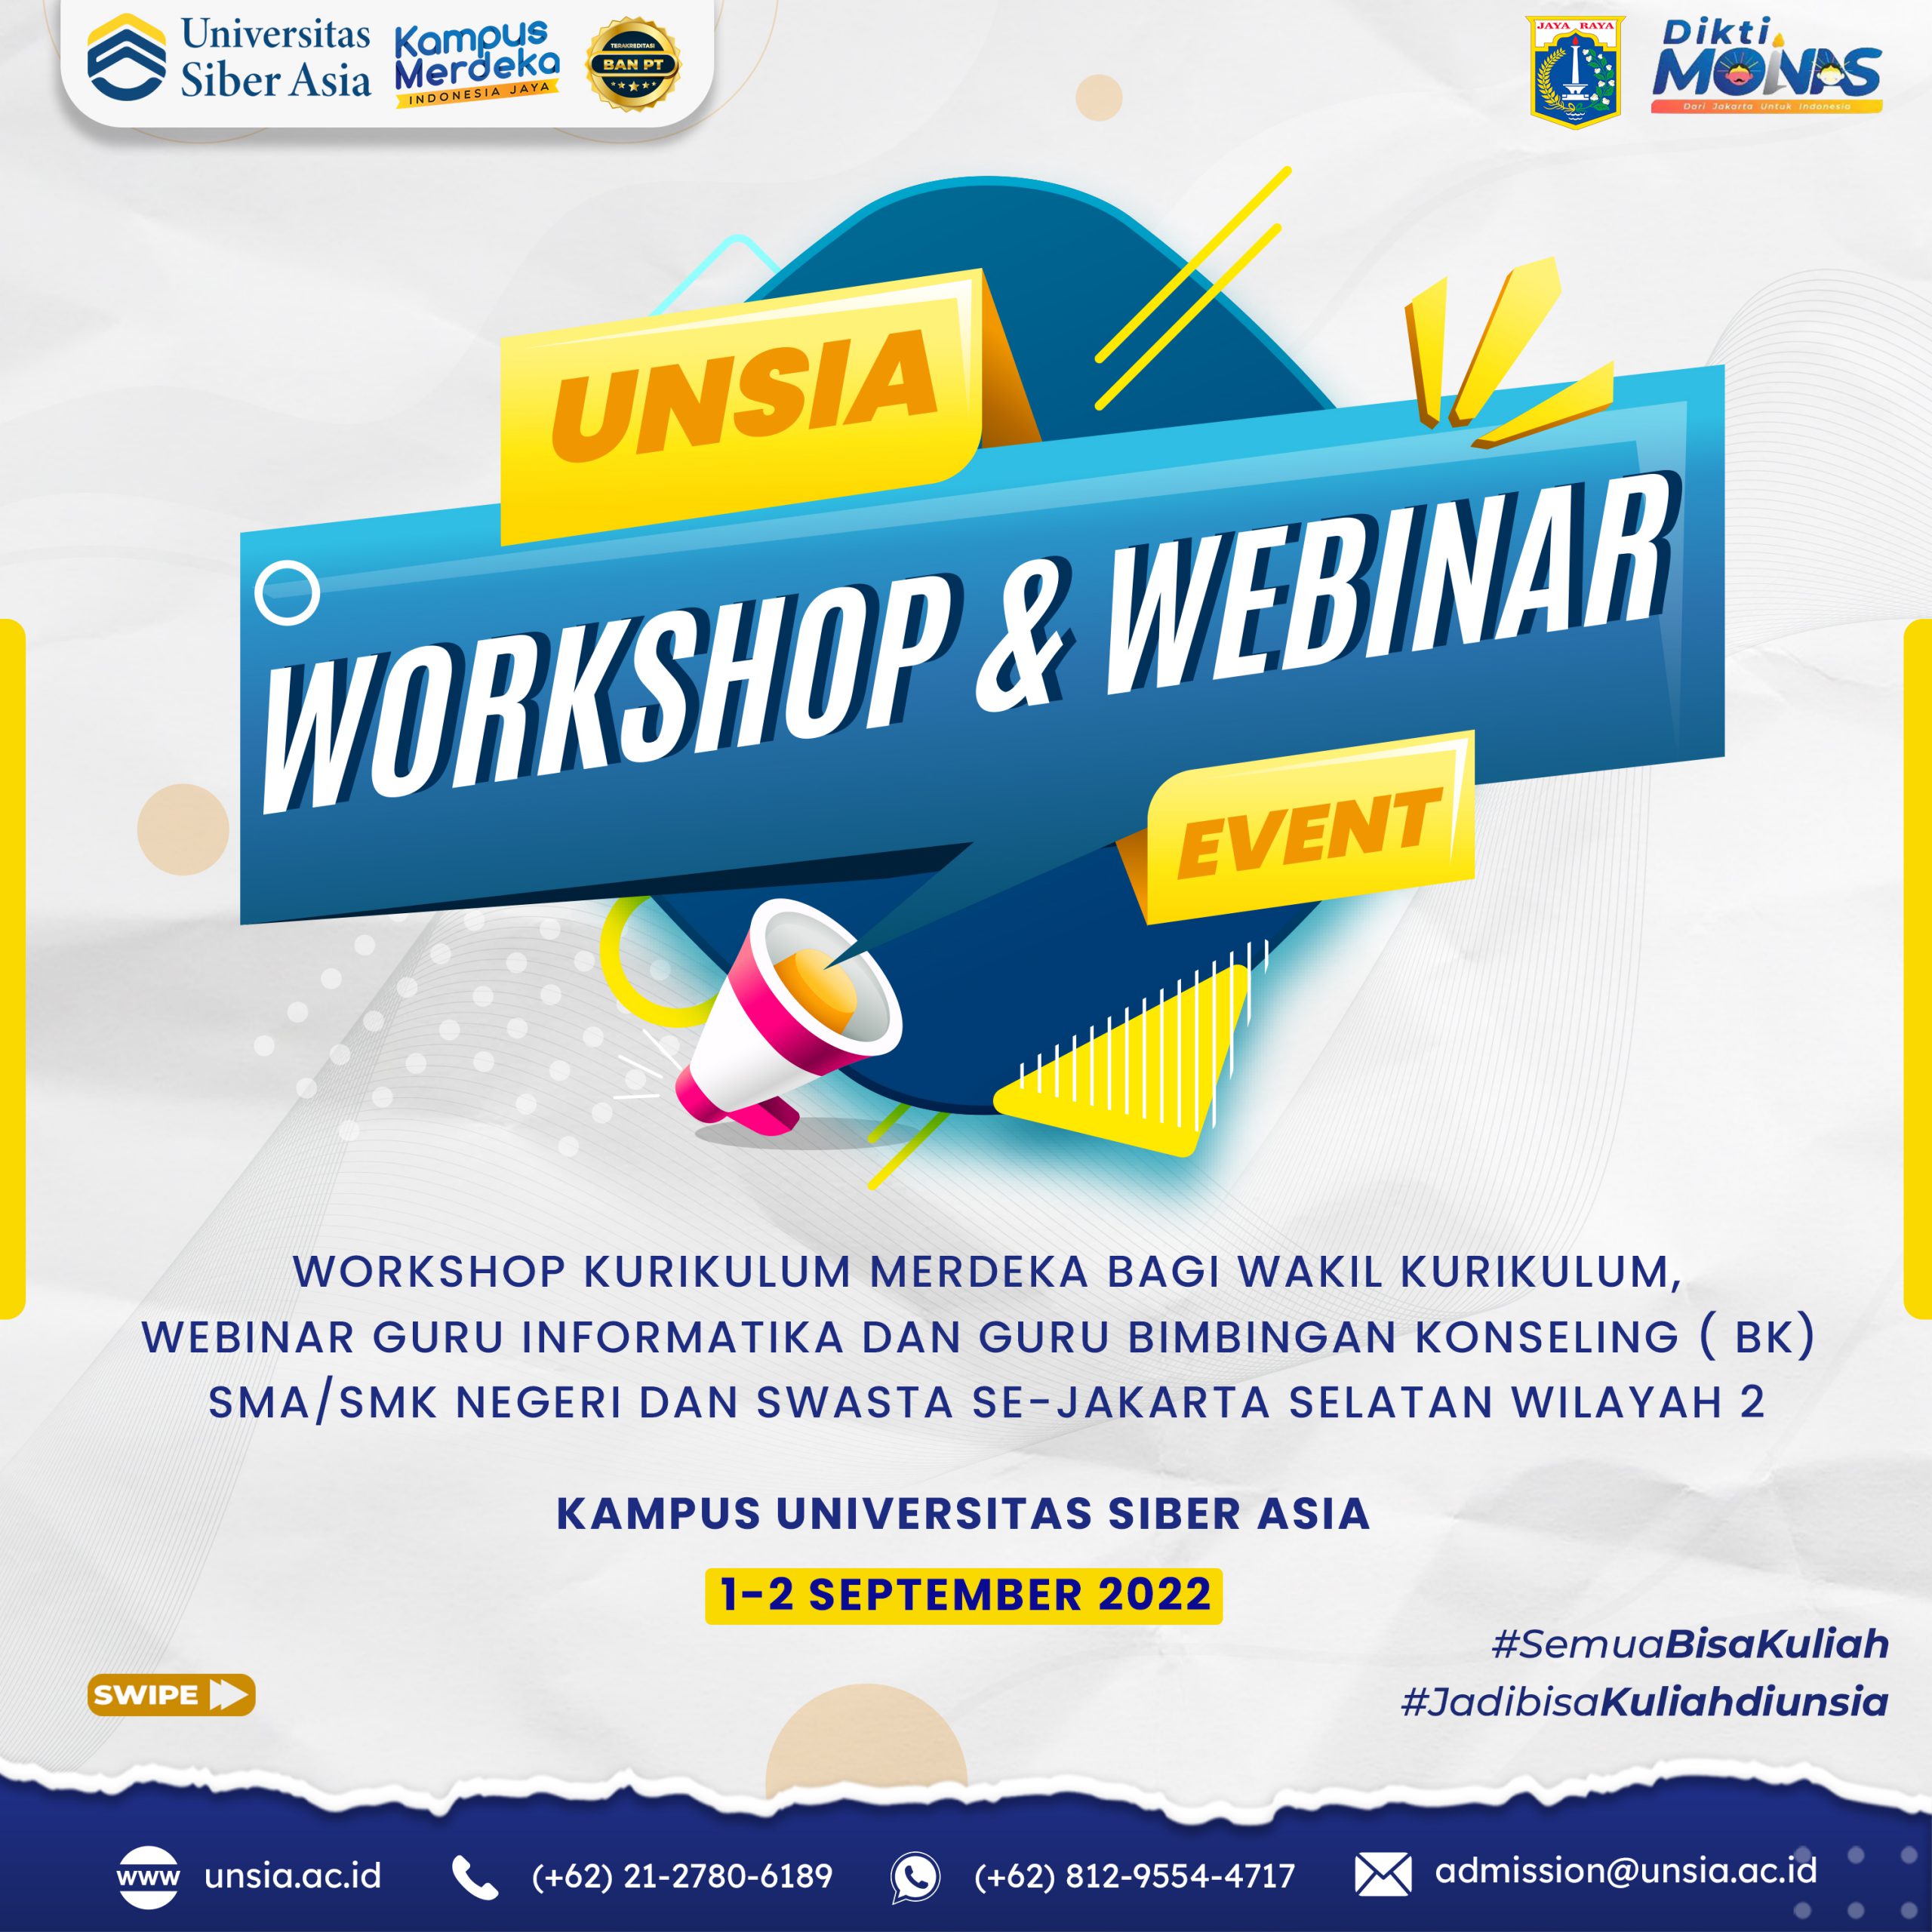 Universitas
Siber Asia
Kampus
Merdeka
INDONESIA JAYA
TERAKREDITASI
BAN PT
JAYA RAYA
Dikti
MONAS
Dari Jakarta Untuk Indonesia
UNSIA
WORKSHOP & WEBINAR
EVENT
WORKSHOP KURIKULUM MERDEKA BAGI WAKIL KURIKULUM,
WEBINAR GURU INFORMATIKA DAN GURU BIMBINGAN KONSELING ( BK)
SMA/SMK NEGERI DAN SWASTA SE-JAKARTA SELATAN WILAYAH 2
KAMPUS UNIVERSITAS SIBER ASIA
1-2 SEPTEMBER 2022
#SemuaBisaKuliah
#JadibisaKuliahdiunsia
SWIPE
www unsia.ac.id (+62) 21-2780-6189 (+62) 812-9554-4717 admission@unsia.ac.id